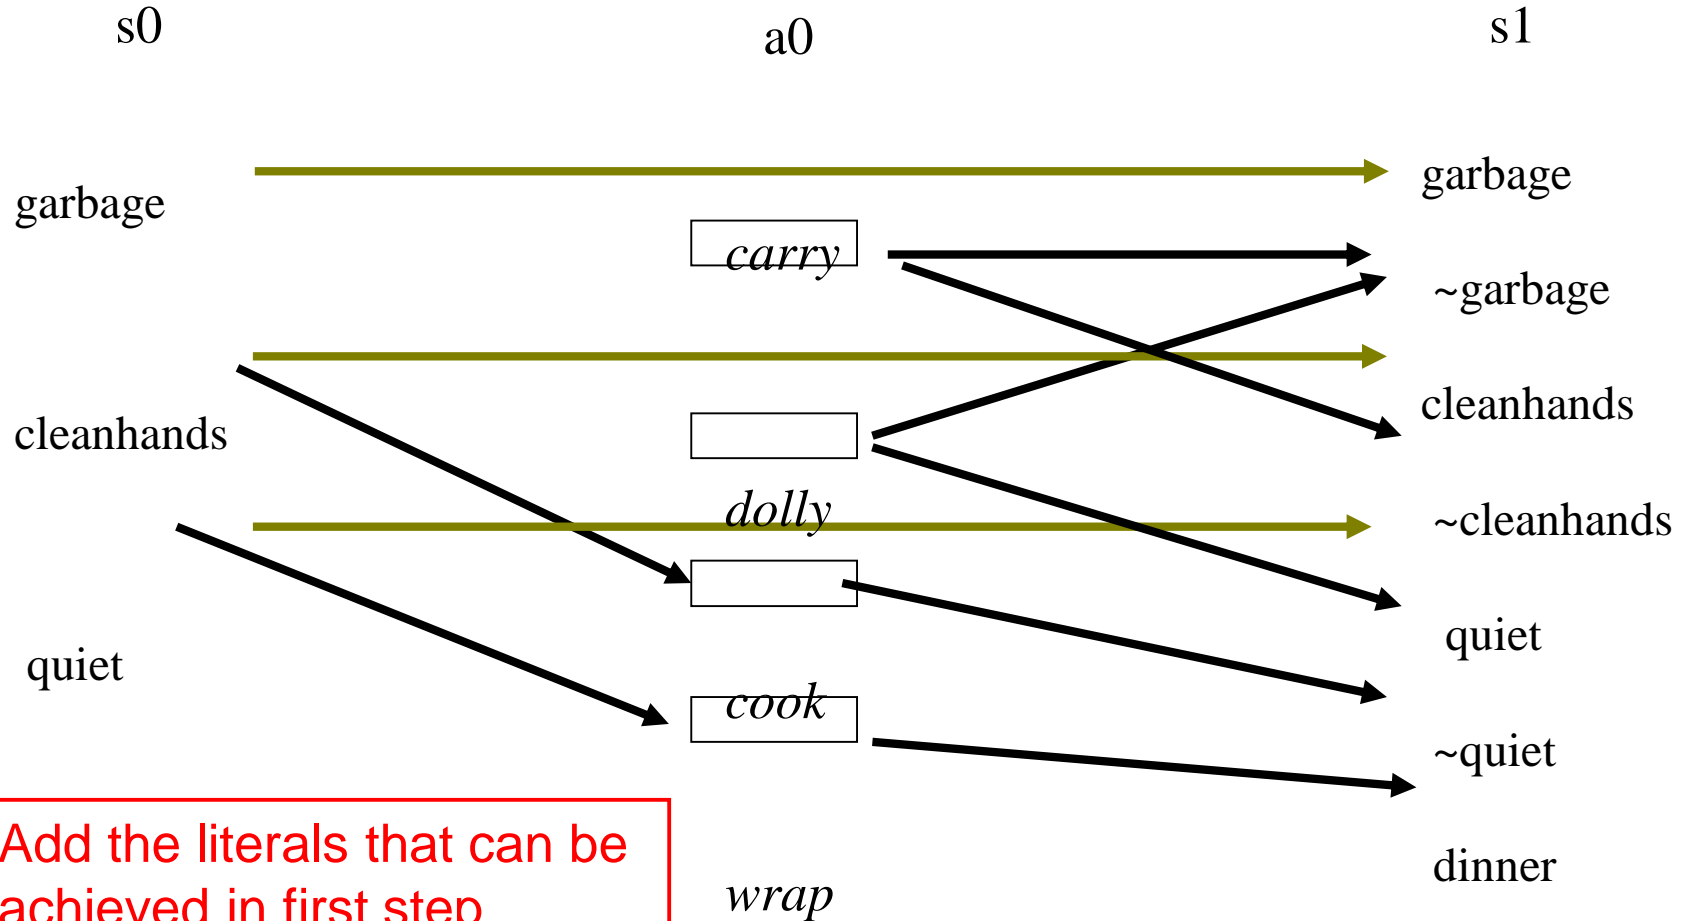 s0
a0
s1
garbage
cleanhands
quiet
carry
dolly
cook
wrap
garbage
~garbage
cleanhands
~cleanhands
quiet
~quiet
dinner
Add the literals that can be
achieved in first step